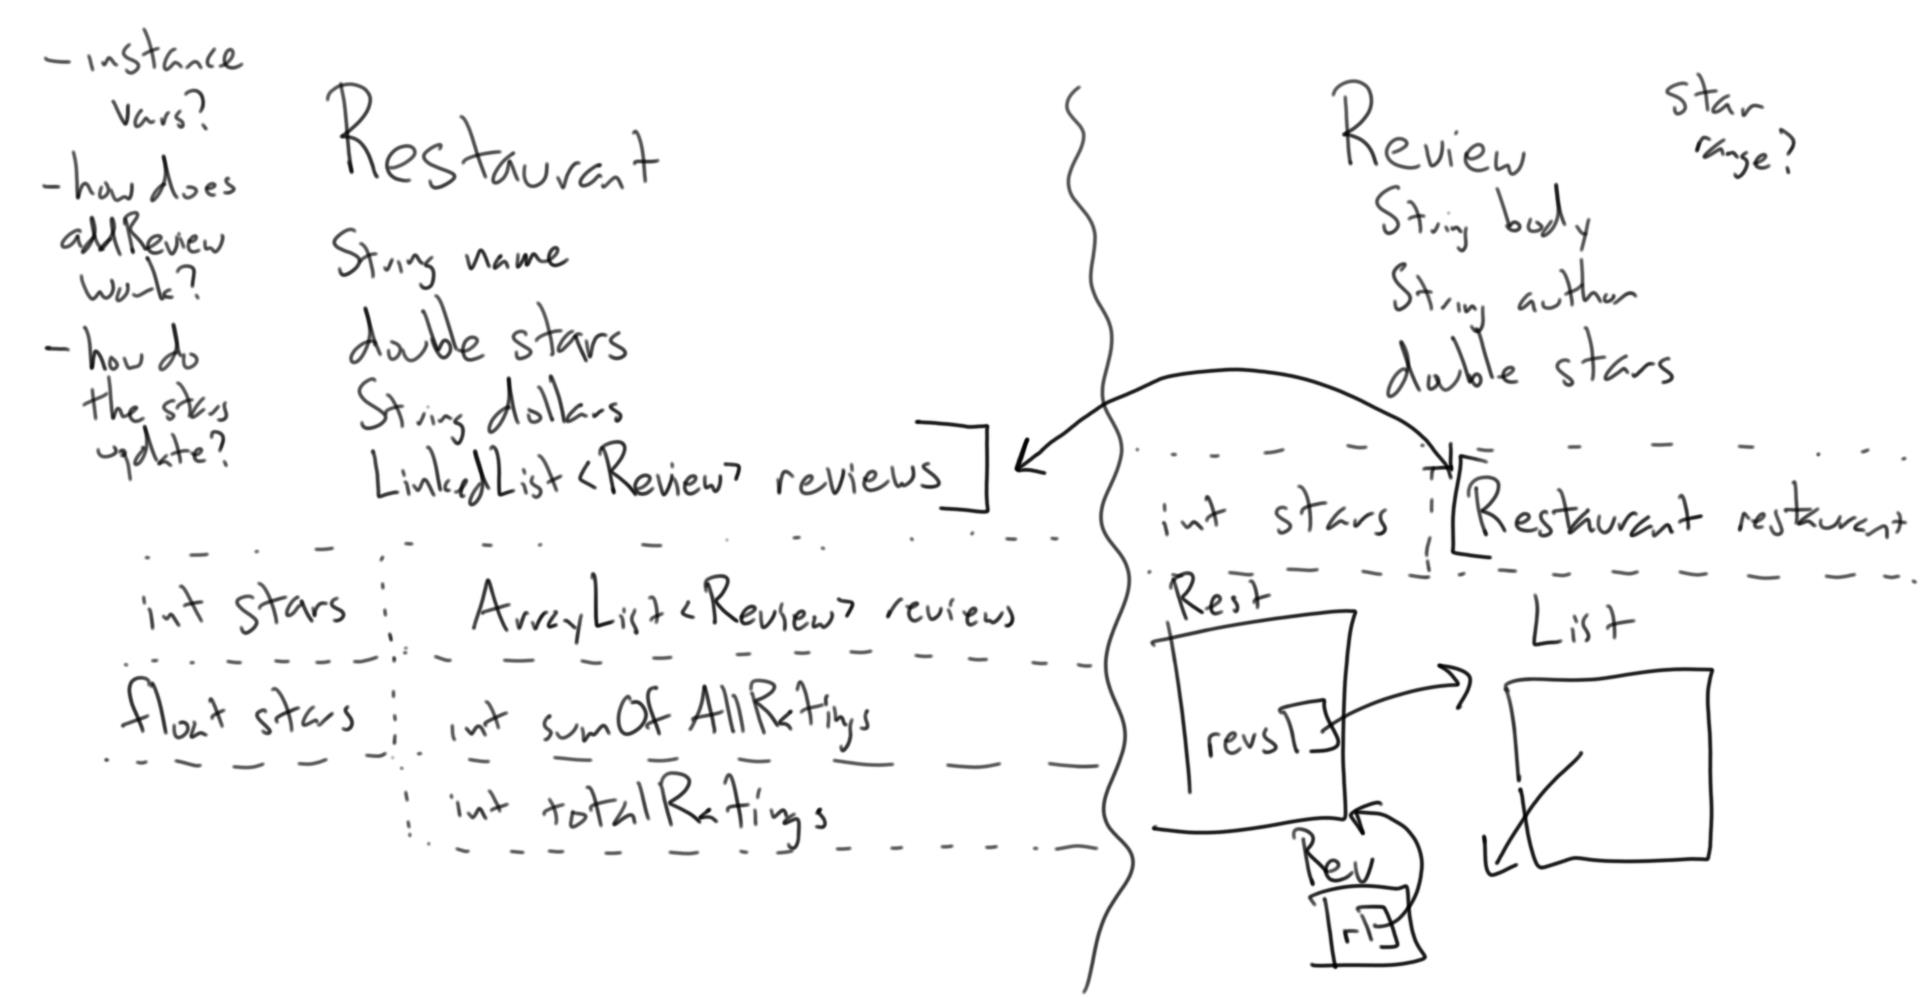 - instance
vars?
- how does
addReview
work?
- how do
the stars
update?
Restaurant
String name
double stars
String dollars
LinkedList <Review> reviews
int stars
ArrayList <Review> reviews
float stars
int sumOfAllRatings
int totalRatings
Review
star
range?
String body
String author
double stars
int stars
Restaurant restaurant
Rest
revs
List
Rev
r